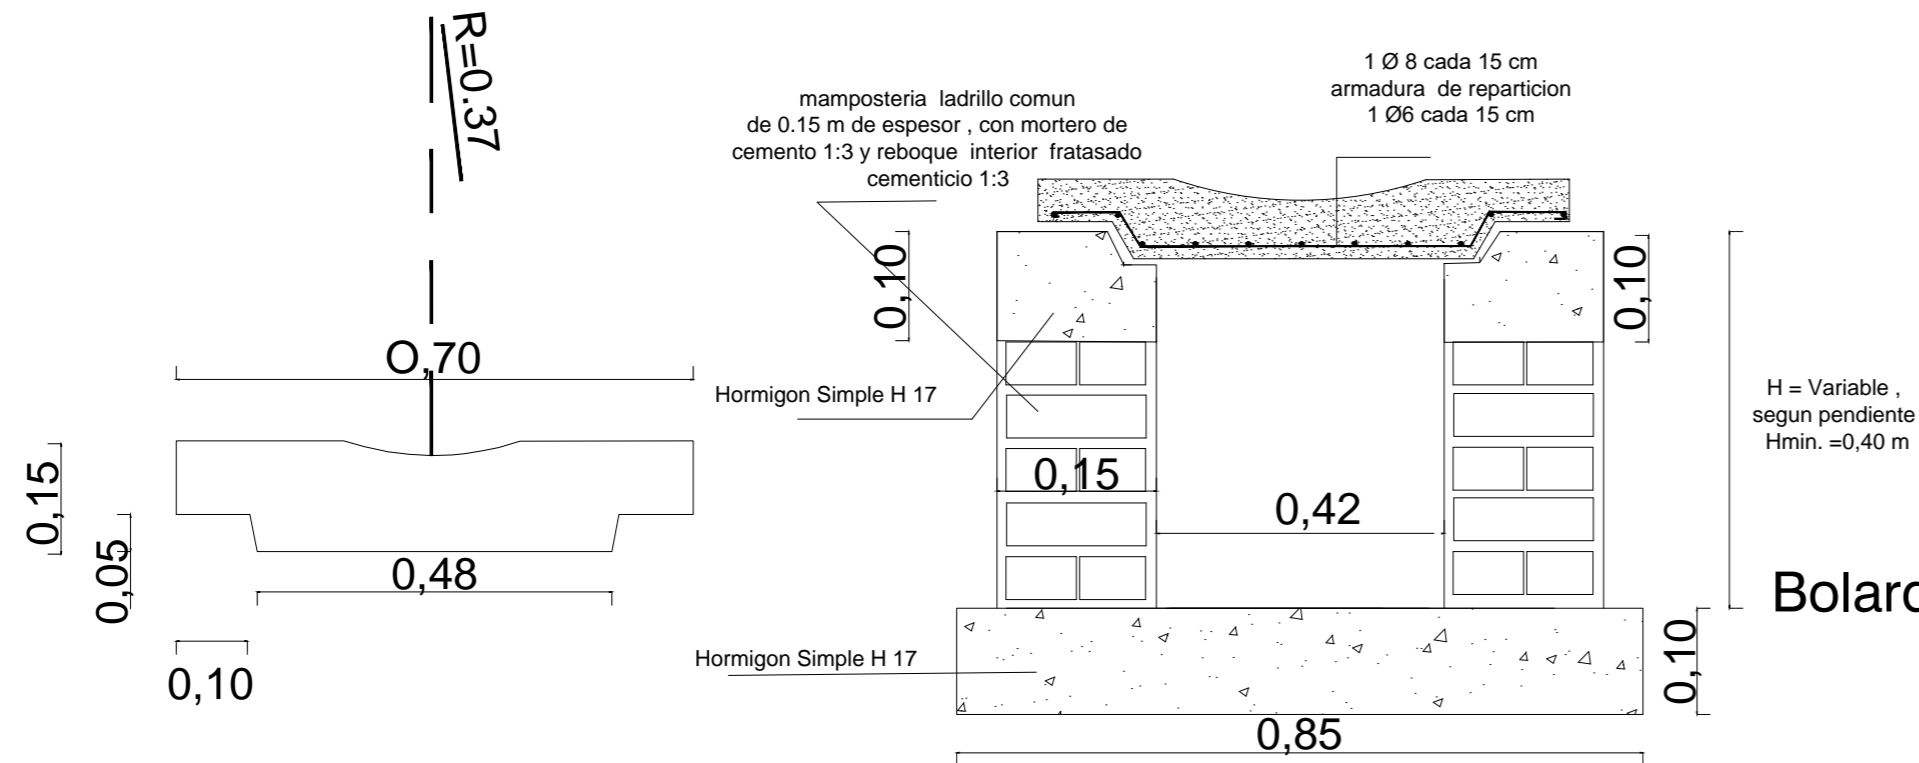 R=0.37
O,70
0,15
0,05
0,48
0,10
mamposteria ladrillo comun
de 0.15 m de espesor , con mortero de
cemento 1:3 y reboque interior fratasado
cementicio 1:3
1 Ø 8 cada 15 cm
armadura de reparticion
1 Ø6 cada 15 cm
0,10
0,10
Hormigon Simple H 17
0,15
0,42
H = Variable ,
segun pendiente
Hmin. =0,40 m
Hormigon Simple H 17
0,10
0,85